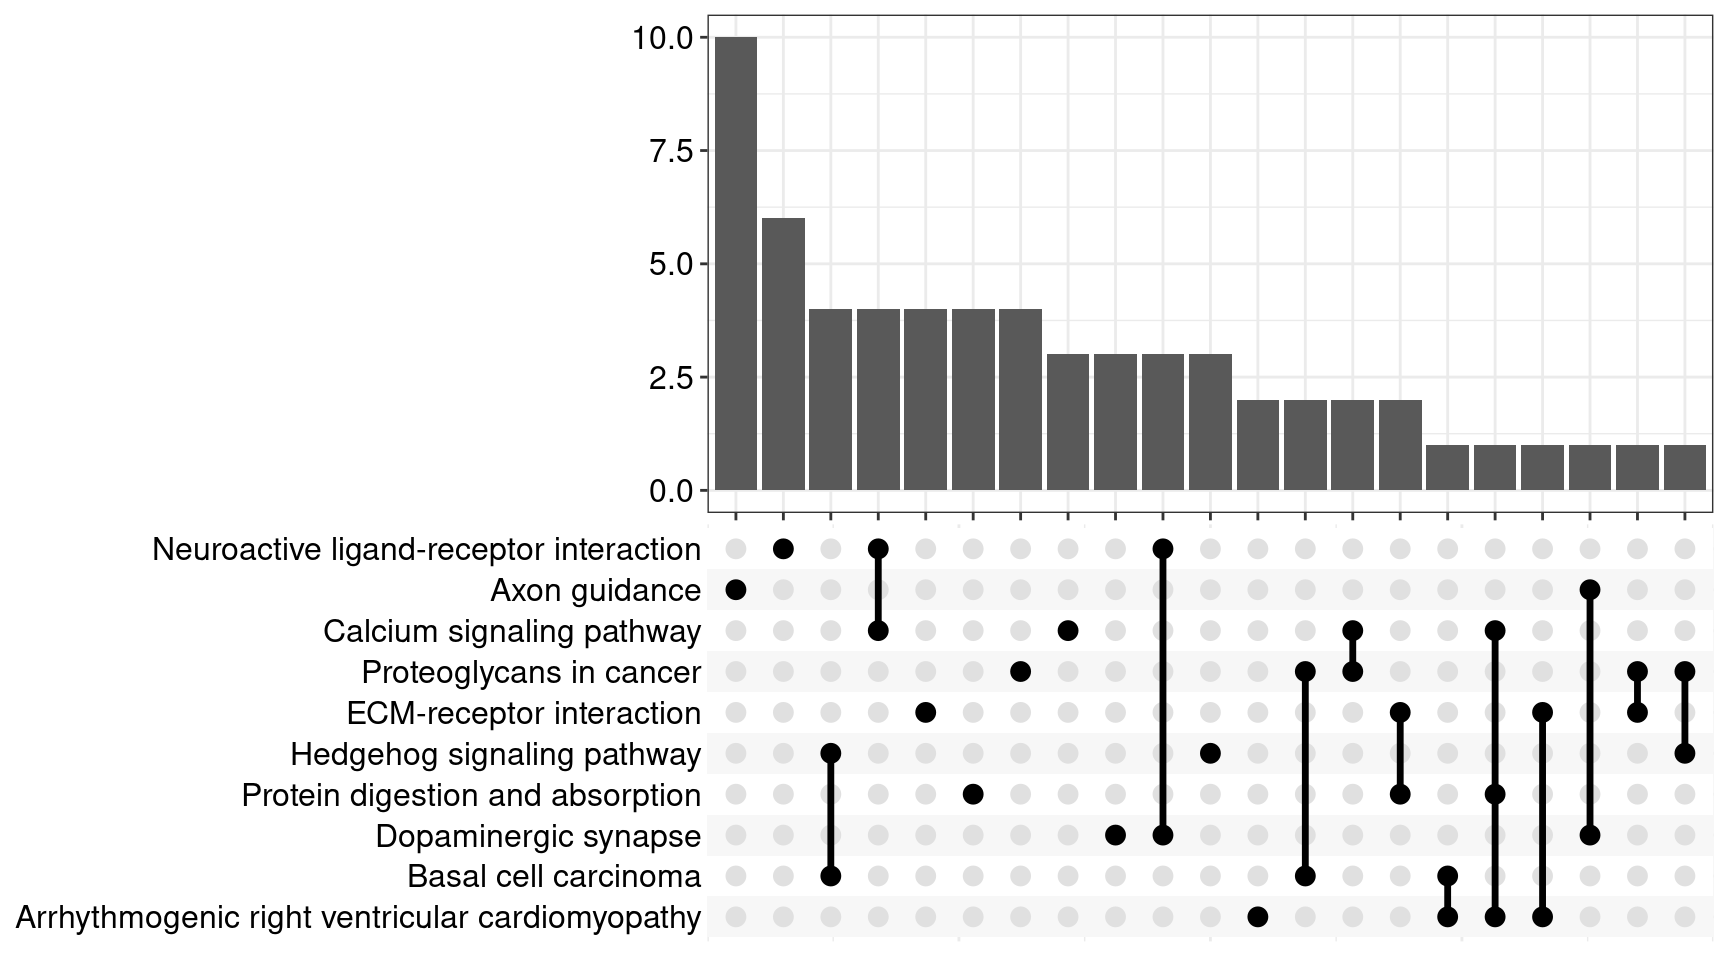 10.0
7.5
5.0
2.5
0.0
Neuroactive ligand-receptor interaction
Axon guidance
Calcium signaling pathway
Proteoglycans in cancer
ECM-receptor interaction
Hedgehog signaling pathway
Protein digestion and absorption
Dopaminergic synapse
Basal cell carcinoma
Arrhythmogenic right ventricular cardiomyopathy